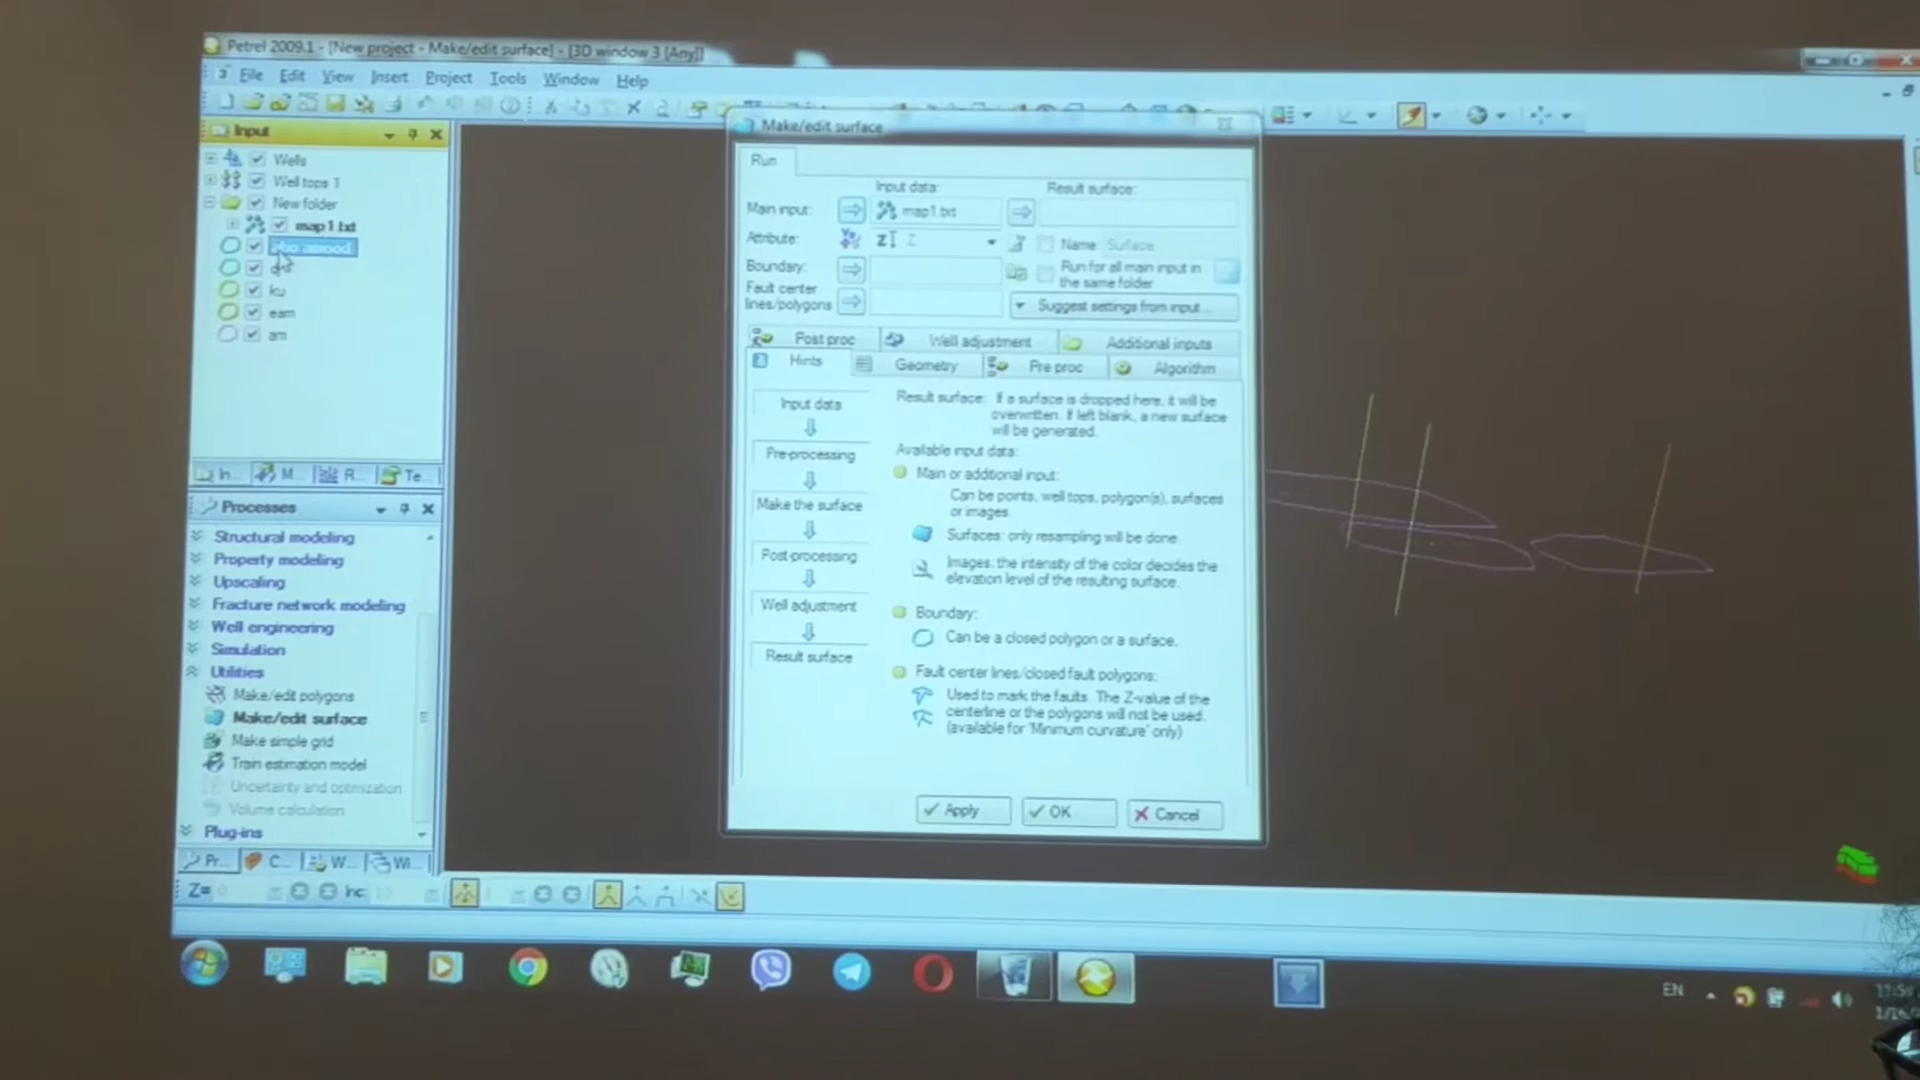 Petrel 2009.1 - [New project - Make/edit surface] - [3D window 3 [Any]]
File Edit View Insert Project Tools Window Help
Input
Wells
Well tops 1
New folder
map1.txt
abo amood
ku
eam
am
In... M... R... Te...
Processes
Structural modeling
Property modeling
Upscaling
Fracture network modeling
Well engineering
Simulation
Utilities
Make/edit polygons
Make/edit surface
Make simple grid
Train estimation model
Uncertainty and optimization
Volume calculation
Plug-ins
Pr... C... W... Wi...
Z= 0 Inc: 10
Make/edit surface
Run
Input data: Result surface:
Main input: map1.txt
Attribute: Z Z Name: Surface
Boundary: Run for all main input in
the same folder
Fault center
lines/polygons Suggest settings from input...
Post proc Well adjustment Additional inputs
Hints Geometry Pre proc Algorithm
Input data
Pre-processing
Make the surface
Post-processing
Well adjustment
Result surface
Result surface: If a surface is dropped here, it will be
overwritten. If left blank, a new surface
will be generated.
Available input data:
Main or additional input:
Can be points, well tops, polygon(s), surfaces
or images.
Surfaces: only resampling will be done.
Images: the intensity of the color decides the
elevation level of the resulting surface.
Boundary:
Can be a closed polygon or a surface.
Fault center lines/closed fault polygons:
Used to mark the faults. The Z-value of the
centerline or the polygons will not be used.
(available for 'Minimum curvature' only)
Apply OK Cancel
EN